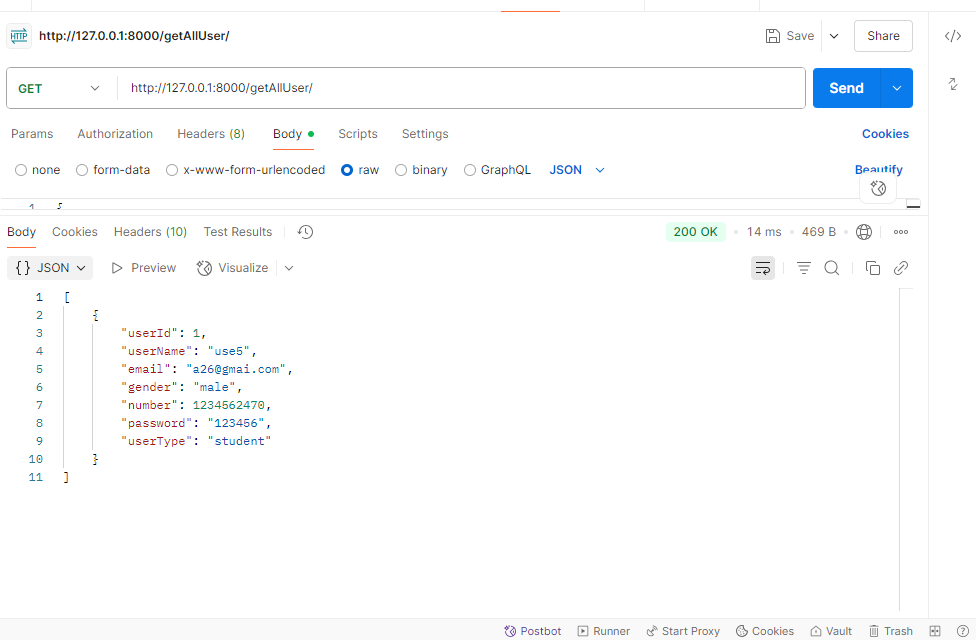 HTTP http://127.0.0.1:8000/getAllUser/ Save Share
GET http://127.0.0.1:8000/getAllUser/ Send
Params Authorization Headers (8) Body Scripts Settings Cookies
none form-data x-www-form-urlencoded raw binary GraphQL JSON Beautify
1 {
Body Cookies Headers (10) Test Results 200 OK • 14 ms • 469 B •
{} JSON Preview Visualize
1 [
2 {
3 "userId": 1,
4 "userName": "use5",
5 "email": "a26@gmai.com",
6 "gender": "male",
7 "number": 1234562470,
8 "password": "123456",
9 "userType": "student"
10 }
11 ]
Postbot Runner Start Proxy Cookies Vault Trash